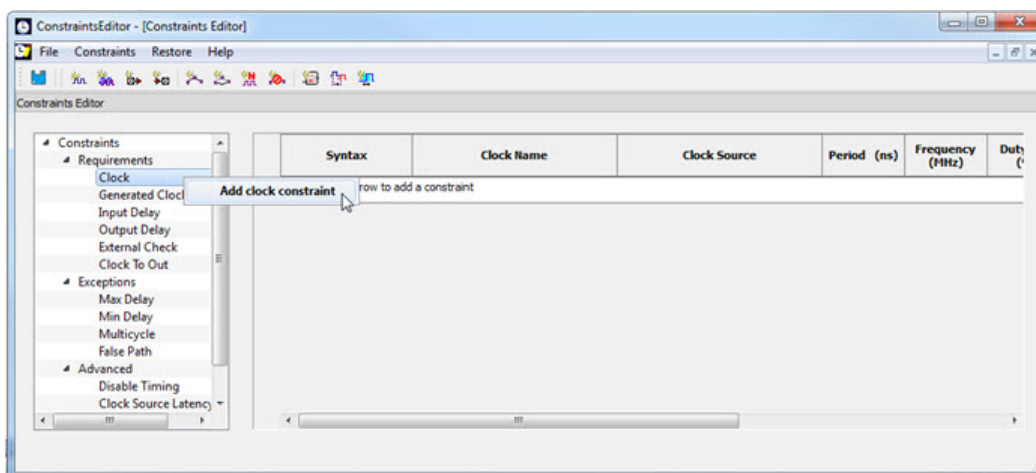 ConstraintsEditor - [Constraints Editor]
File Constraints Restore Help
Constraints Editor
Constraints
Requirements
Clock
Generated Cloc
Input Delay
Output Delay
External Check
Clock To Out
Exceptions
Max Delay
Min Delay
Multicycle
False Path
Advanced
Disable Timing
Clock Source Latency
Add clock constraint
Syntax Clock Name Clock Source Period (ns) Frequency (MHz)
row to add a constraint